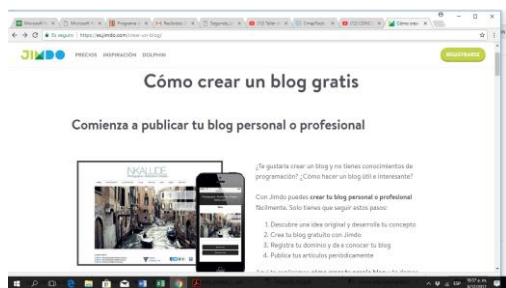 Es seguro | https://es.jimdo.com/crear-un-blog/
JIMDO PRECIOS INSPIRACIÓN DOLPHIN REGISTRARSE
Cómo crear un blog gratis
Comienza a publicar tu blog personal o profesional
NKALUDE
¿Te gustaría crear un blog y no tienes conocimientos de
programación? ¿Cómo hacer un blog útil e interesante?
Con Jimdo puedes crear tu blog personal o profesional
fácilmente. Solo tienes que seguir estos pasos:
1. Descubre una idea original y desarrolla tu concepto
2. Crea tu blog gratuito con Jimdo
3. Registra tu dominio y da a conocer tu blog
4. Publica tus artículos periódicamente